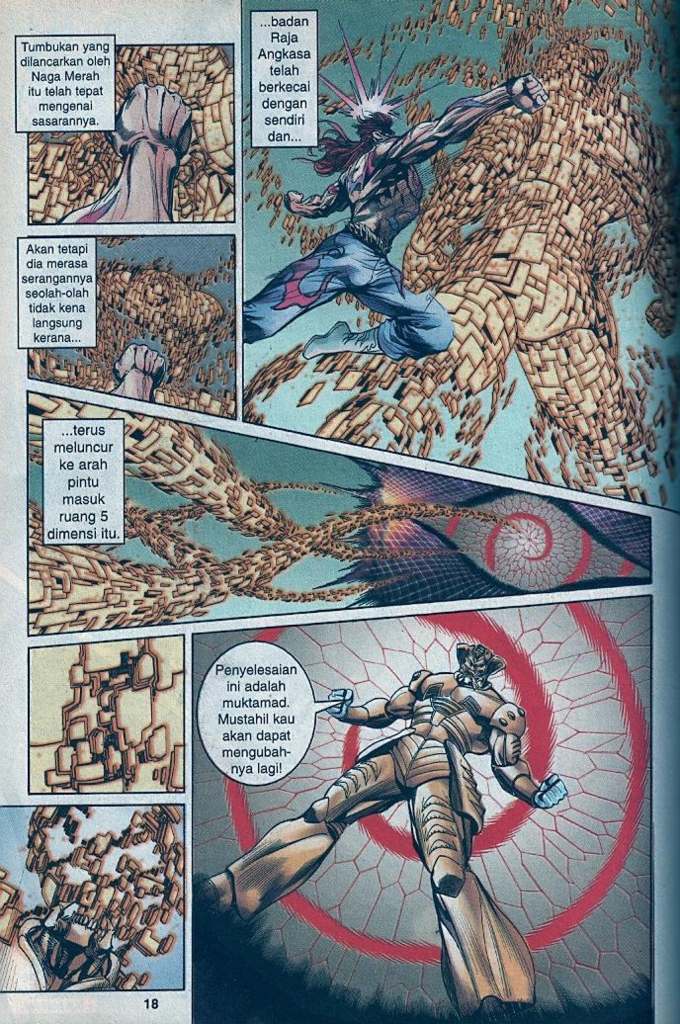 Tumbukan yang
dilancarkan oleh
Naga Merah
itu telah tepat
mengenai
sasarannya.
...badan
Raja
Angkasa
telah
berkecai
dengan
sendiri
dan...
Akan tetapi
dia merasa
serangannya
seolah-olah
tidak kena
langsung
kerana...
...terus
meluncur
ke arah
pintu
masuk
ruang 5
dimensi itu.
Penyelesaian
ini adalah
muktamad.
Mustahil kau
akan dapat
mengubah-
nya lagi!
18